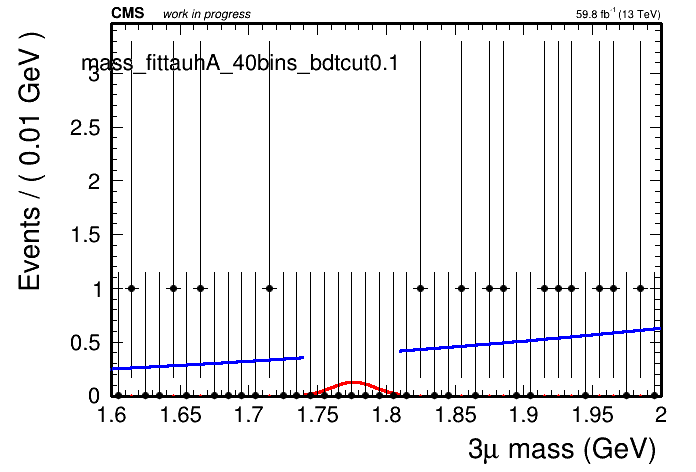 CMS work in progress 59.8 fb-1 (13 TeV)
mass_fittauhA_40bins_bdtcut0.1
Events / ( 0.01 GeV )
3
2.5
2
1.5
1
0.5
0
1.6 1.65 1.7 1.75 1.8 1.85 1.9 1.95 2
3μ mass (GeV)